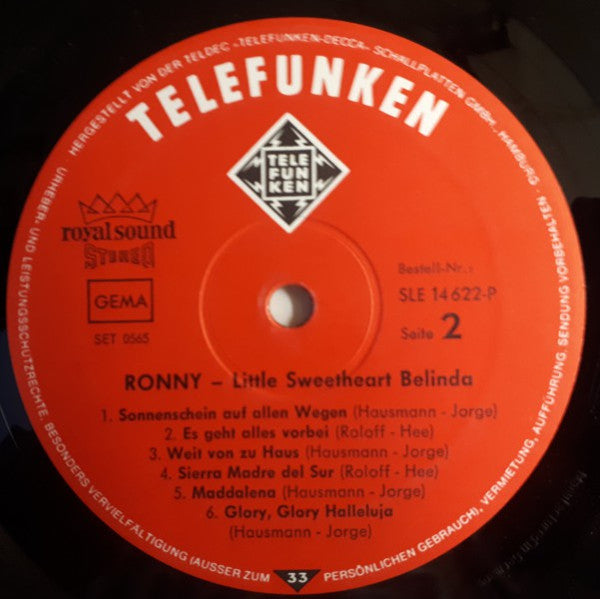 HERGESTELLT VON DER TELDEC »TELEFUNKEN-DECCA« SCHALLPLATTEN GMBH., HAMBURG
URHEBER- UND LEISTUNGSSCHUTZRECHTE, BESONDERS VERVIELFÄLTIGUNG (AUSSER ZUM PERSÖNLICHEN GEBRAUCH), VERMIETUNG, AUFFÜHRUNG, SENDUNG VORBEHALTEN
TELEFUNKEN
TELE
FUN
KEN
royal sound
STEREO
GEMA
SET 0565
Bestell-Nr.:
SLE 14 622-P
Seite 2
RONNY – Little Sweetheart Belinda
1. Sonnenschein auf allen Wegen (Hausmann - Jorge)
2. Es geht alles vorbei (Roloff - Hee)
3. Weit von zu Haus (Hausmann - Jorge)
4. Sierra Madre del Sur (Roloff - Hee)
5. Maddalena (Hausmann - Jorge)
6. Glory, Glory Halleluja
(Hausmann - Jorge)
33